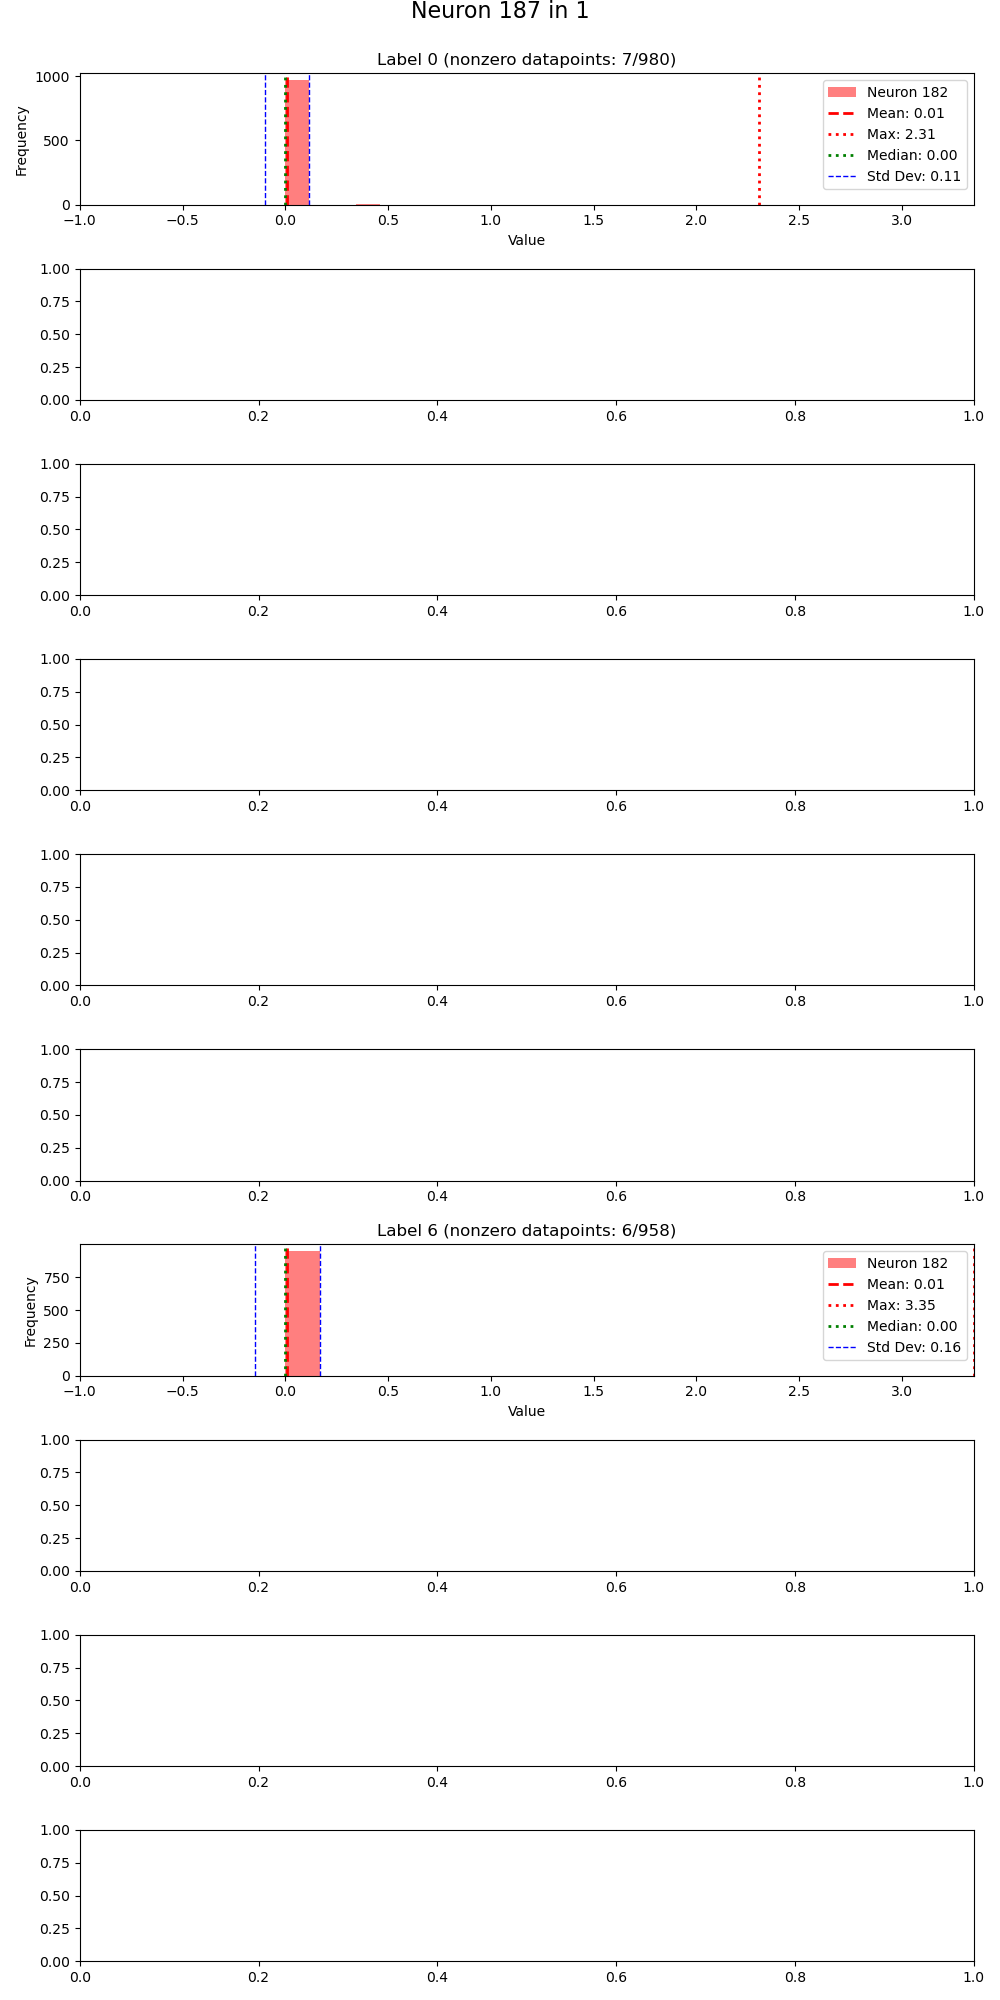 Neuron 187 in 1
Label 0 (nonzero datapoints: 7/980)
1000
500
0
Frequency
Neuron 182
Mean: 0.01
Max: 2.31
Median: 0.00
Std Dev: 0.11
−1.0 −0.5 0.0 0.5 1.0 1.5 2.0 2.5 3.0
Value
1.00
0.75
0.50
0.25
0.00
0.0 0.2 0.4 0.6 0.8 1.0
1.00
0.75
0.50
0.25
0.00
0.0 0.2 0.4 0.6 0.8 1.0
1.00
0.75
0.50
0.25
0.00
0.0 0.2 0.4 0.6 0.8 1.0
1.00
0.75
0.50
0.25
0.00
0.0 0.2 0.4 0.6 0.8 1.0
1.00
0.75
0.50
0.25
0.00
0.0 0.2 0.4 0.6 0.8 1.0
Label 6 (nonzero datapoints: 6/958)
750
500
250
0
Frequency
Neuron 182
Mean: 0.01
Max: 3.35
Median: 0.00
Std Dev: 0.16
−1.0 −0.5 0.0 0.5 1.0 1.5 2.0 2.5 3.0
Value
1.00
0.75
0.50
0.25
0.00
0.0 0.2 0.4 0.6 0.8 1.0
1.00
0.75
0.50
0.25
0.00
0.0 0.2 0.4 0.6 0.8 1.0
1.00
0.75
0.50
0.25
0.00
0.0 0.2 0.4 0.6 0.8 1.0